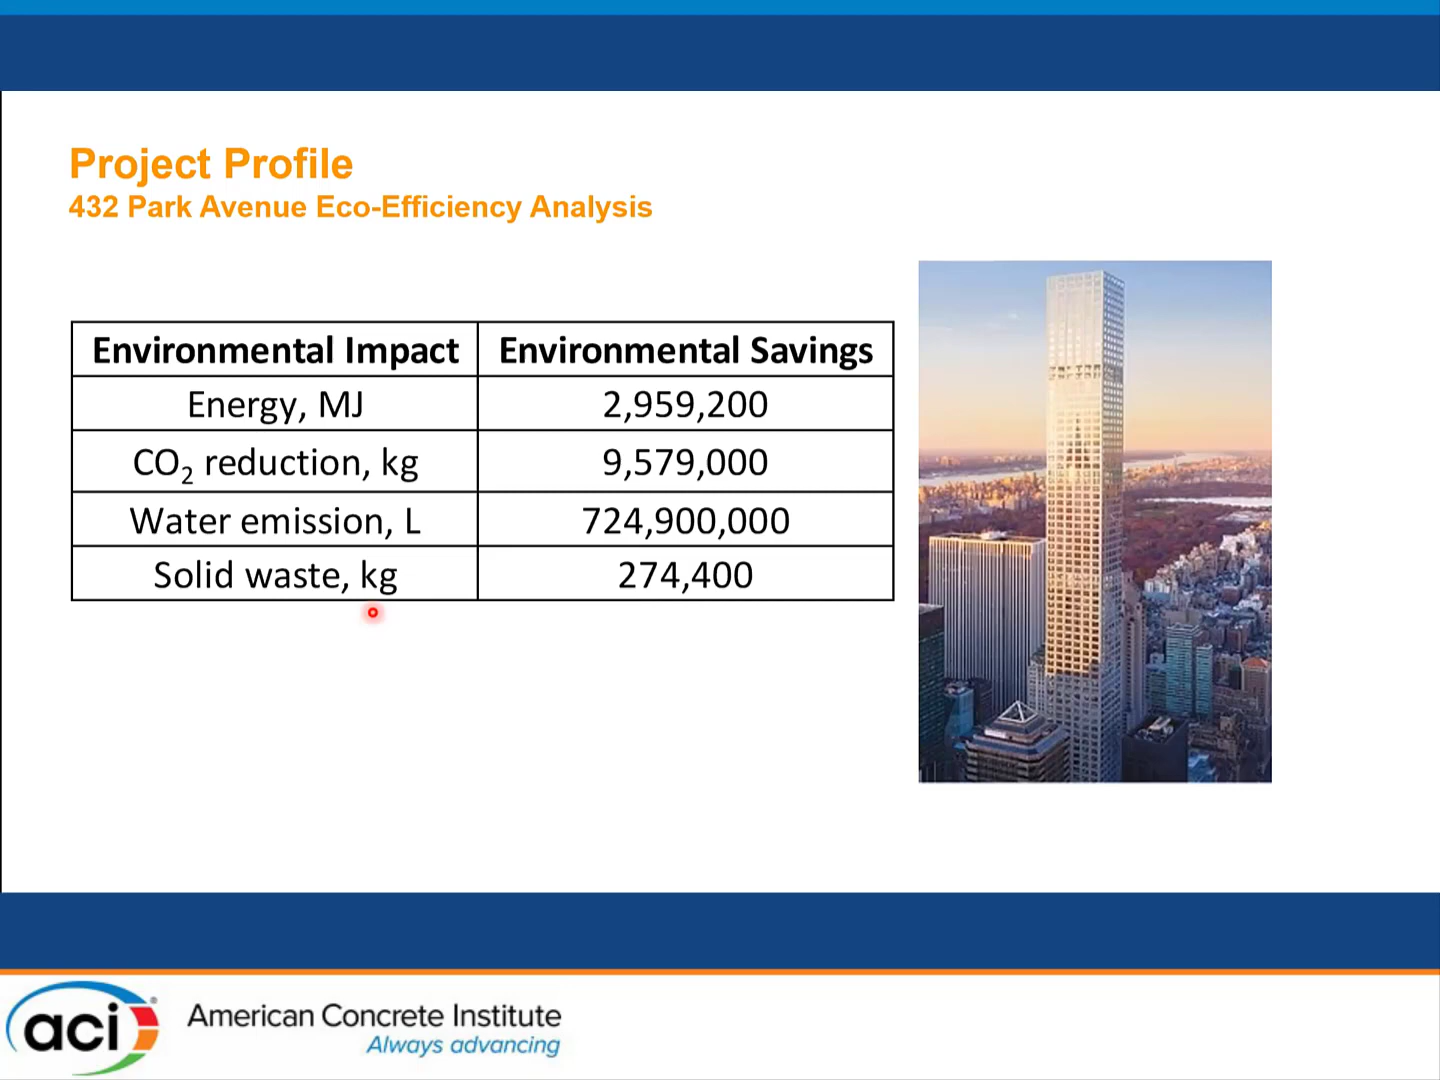 Project Profile
432 Park Avenue Eco-Efficiency Analysis
Environmental Impact Environmental Savings
Energy, MJ 2,959,200
CO₂ reduction, kg 9,579,000
Water emission, L 724,900,000
Solid waste, kg 274,400
aci®
American Concrete Institute
Always advancing